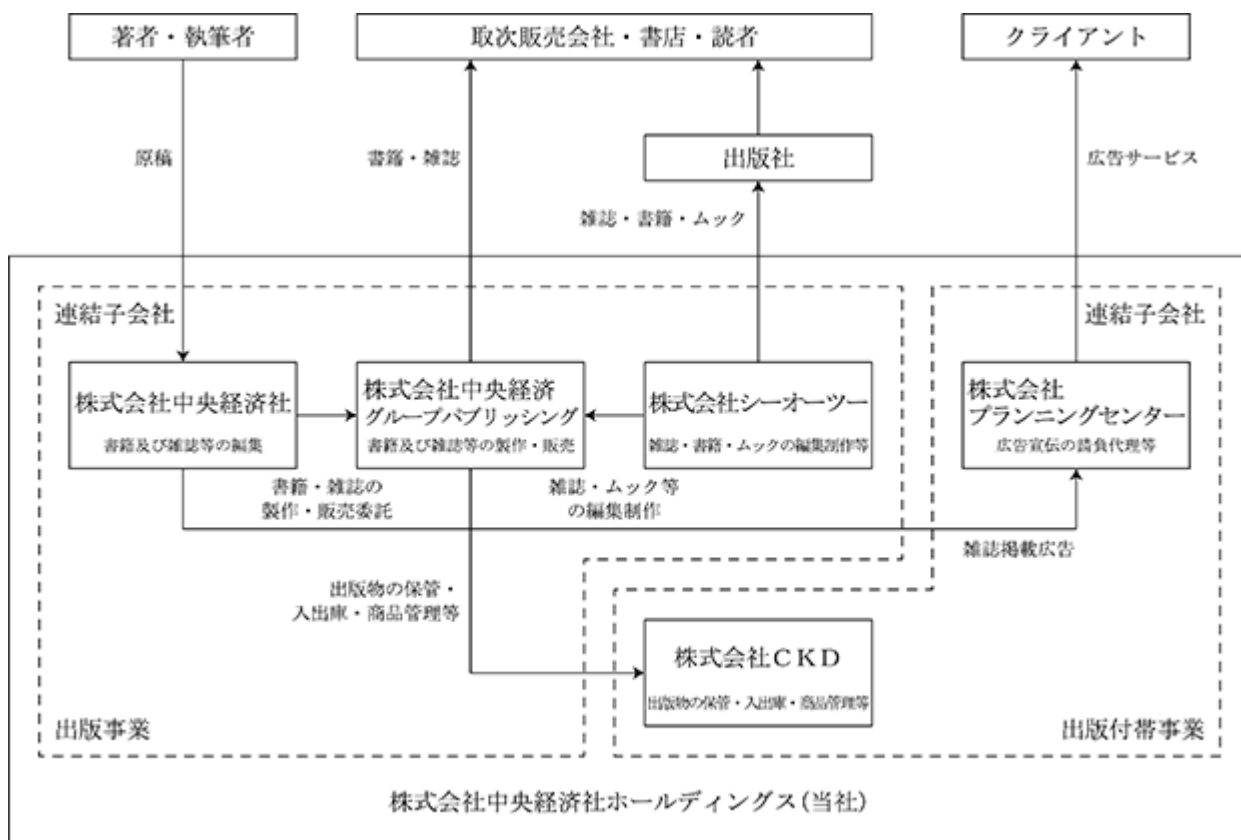 著者・執筆者
取次販売会社・書店・読者
クライアント
原稿
書籍・雑誌
出版社
広告サービス
雑誌・書籍・ムック
連結子会社
連結子会社
株式会社中央経済社
書籍及び雑誌等の編集
株式会社中央経済
グループパブリッシング
書籍及び雑誌等の製作・販売
株式会社シーオーツー
雑誌・書籍・ムックの編集制作等
株式会社
プランニングセンター
広告宣伝の請負代理等
書籍・雑誌の
製作・販売委託
雑誌・ムック等
の編集制作
雑誌掲載広告
出版物の保管・
入出庫・商品管理等
株式会社CKD
出版物の保管・入出庫・商品管理等
出版事業
出版付帯事業
株式会社中央経済社ホールディングス(当社)